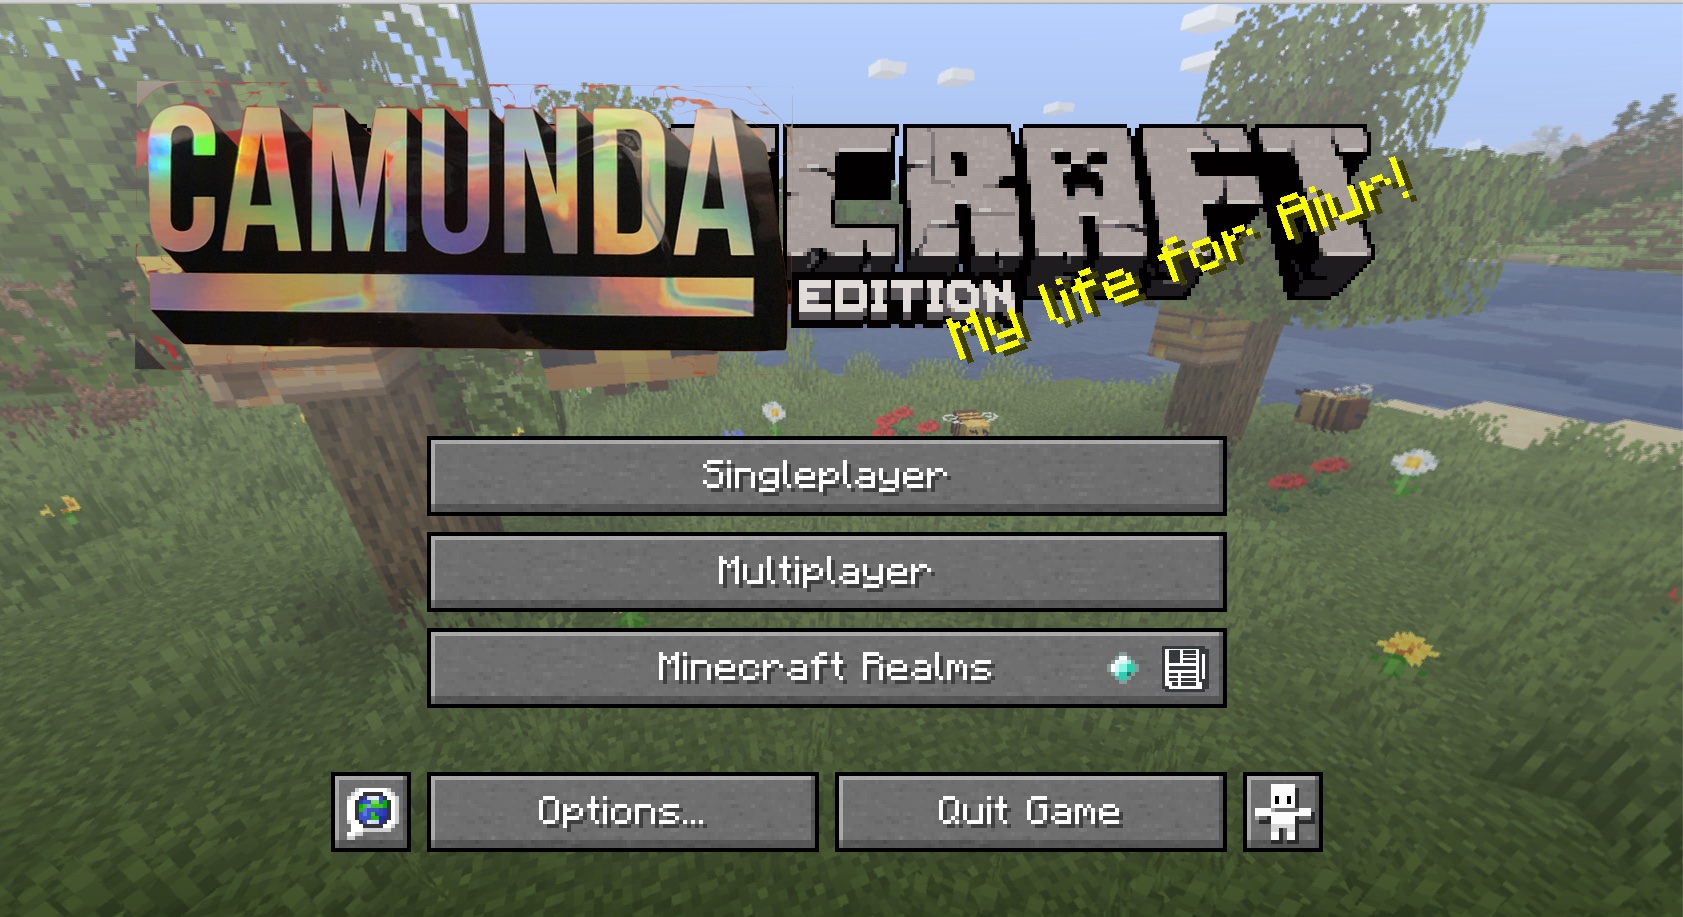 CAMUNDA
CRAFT
EDITION
My life for Aiur!
Singleplayer
Multiplayer
Minecraft Realms
Options...
Quit Game